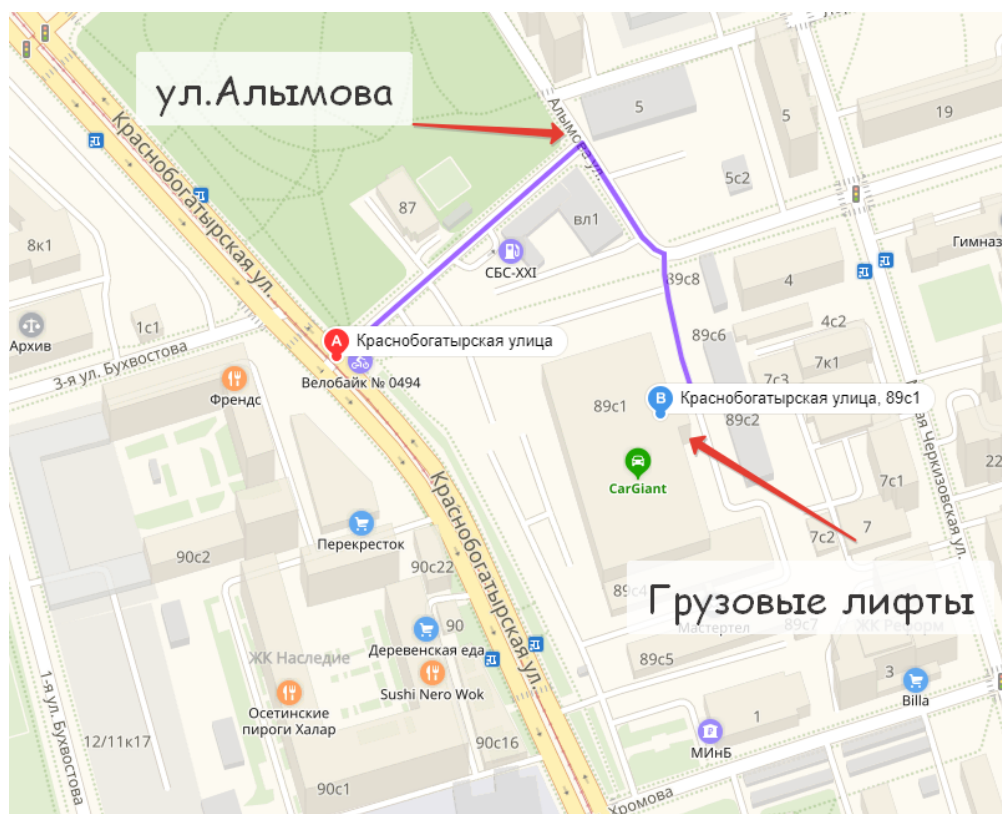 ул.Алымова
Алымова ул.
Краснобогатырская ул.
5
5
19
5с2
87
вл1
СБС-XXI
8к1
Гимназ
89с8
4
Архив
1с1
3-я ул. Бухвостова
А
Краснобогатырская улица
Велобайк № 0494
Френдс
89с6
4с2
7к1
7с3
В
Краснобогатырская улица, 89с1
89с1
89с2
CarGiant
Черкизовская ул.
22
7с1
7
7с2
Краснобогатырская ул.
Перекресток
90с2
90с22
89с4
Грузовые лифты
Мастертел
89с7
ЖК Реформ
90
Деревенская еда
ЖК Наследие
Sushi Nero Wok
Осетинские
пироги Халар
89с5
3
Billa
1
МИнБ
1-я ул. Бухвостова
12/11к17
90с16
90с1
Хромова